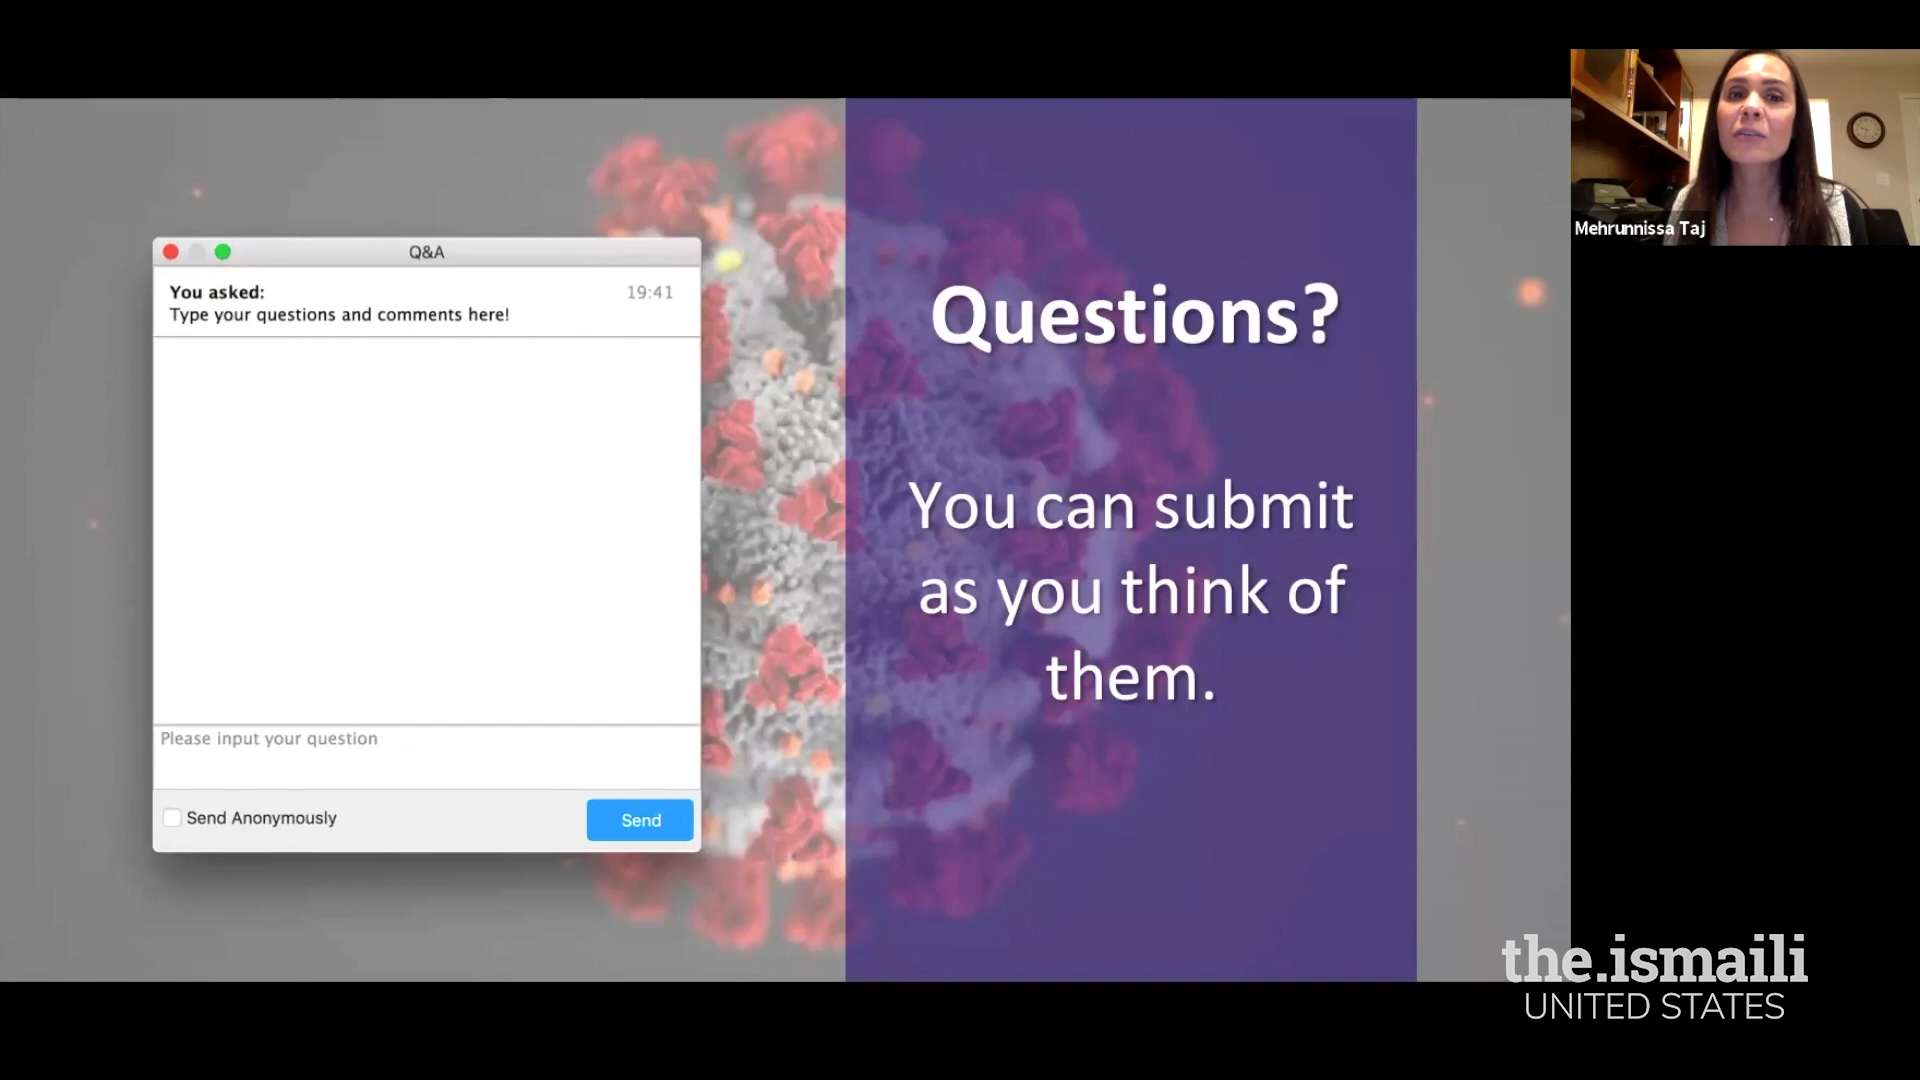 Q&A
You asked:
19:41
Type your questions and comments here!
Please input your question
Send Anonymously
Send
Questions?
You can submit
as you think of
them.
Mehrunnissa Taj
the.ismaili
UNITED STATES